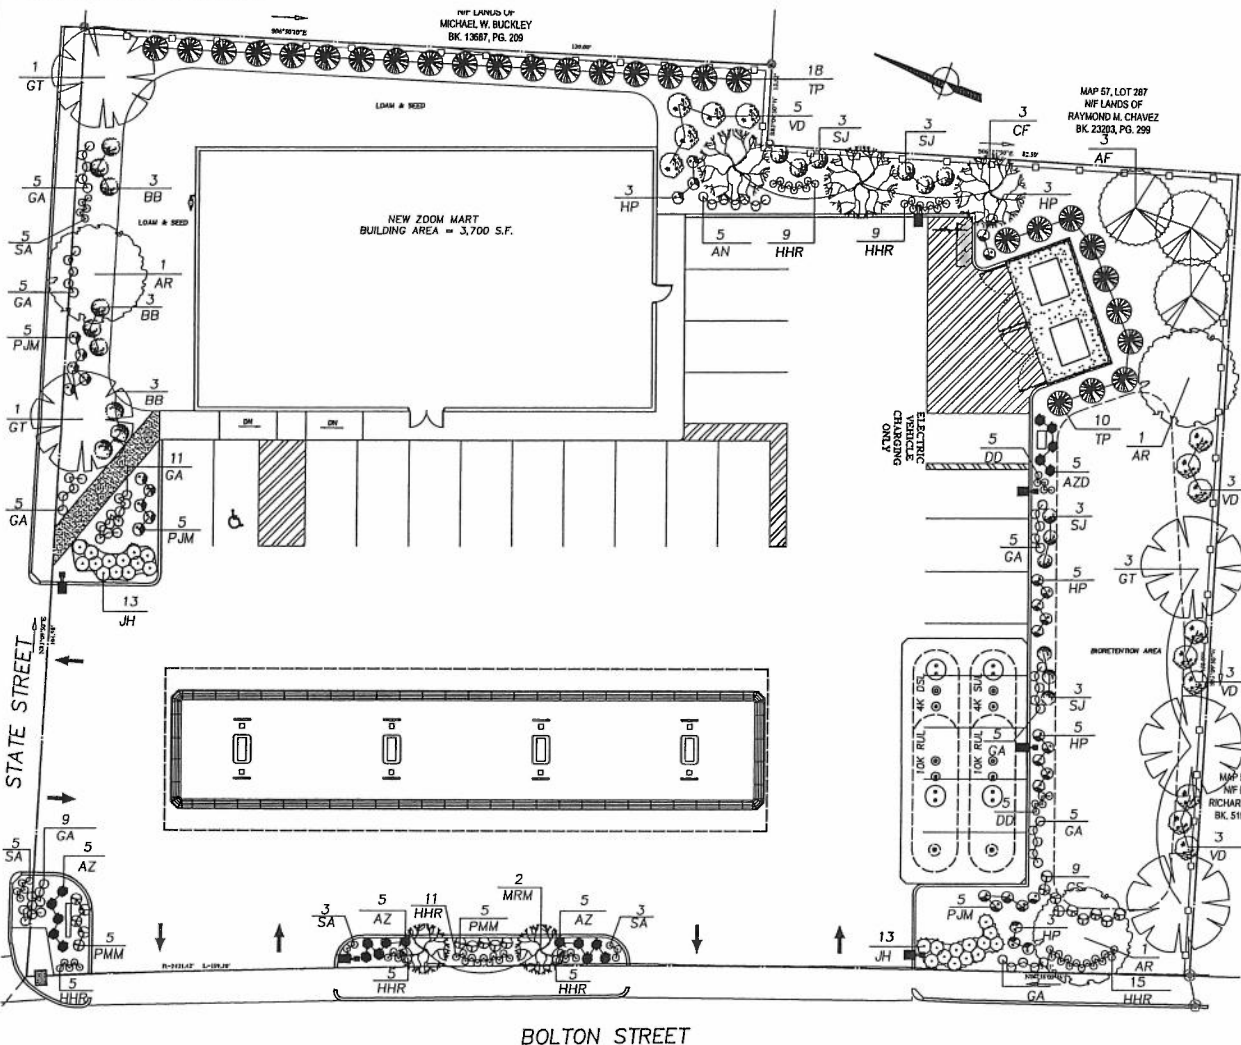 N/F LANDS OF
MICHAEL W. BUCKLEY
BK. 13687, PG. 209
1
GT
LOAM & SEED
18
TP
5
VD
3
SJ
3
SJ
3
CF
MAP 57, LOT 287
N/F LANDS OF
RAYMOND M. CHAVEZ
BK. 23203, PG. 299
3
AF
5
GA
3
BB
LOAM & SEED
NEW ZOOM MART
BUILDING AREA = 3,700 S.F.
3
HP
3
HP
5
SA
5
AN
9
HHR
9
HHR
1
AR
5
GA
3
BB
5
PJM
3
BB
1
GT
DN
DN
ELECTRIC
VEHICLE
CHARGING
ONLY
10
TP
1
AR
5
DD
11
GA
5
AZD
3
VD
5
GA
5
PJM
3
SJ
5
GA
3
GT
5
HP
13
JH
STATE STREET
BIORETENTION AREA
3
VD
4K DSL
4K SUL
3
SJ
10K RUL
10K RUL
5
GA
5
HP
MAP
N/F
RICHAR
BK. 51
5
DD
5
GA
3
VD
9
GA
5
SA
5
AZ
9
2
MRM
3
SA
5
AZ
11
HHR
5
PMM
5
AZ
3
SA
5
PJM
3
HP
5
PMM
13
JH
1
AR
5
HHR
5
HHR
5
HHR
GA
15
HHR
BOLTON STREET